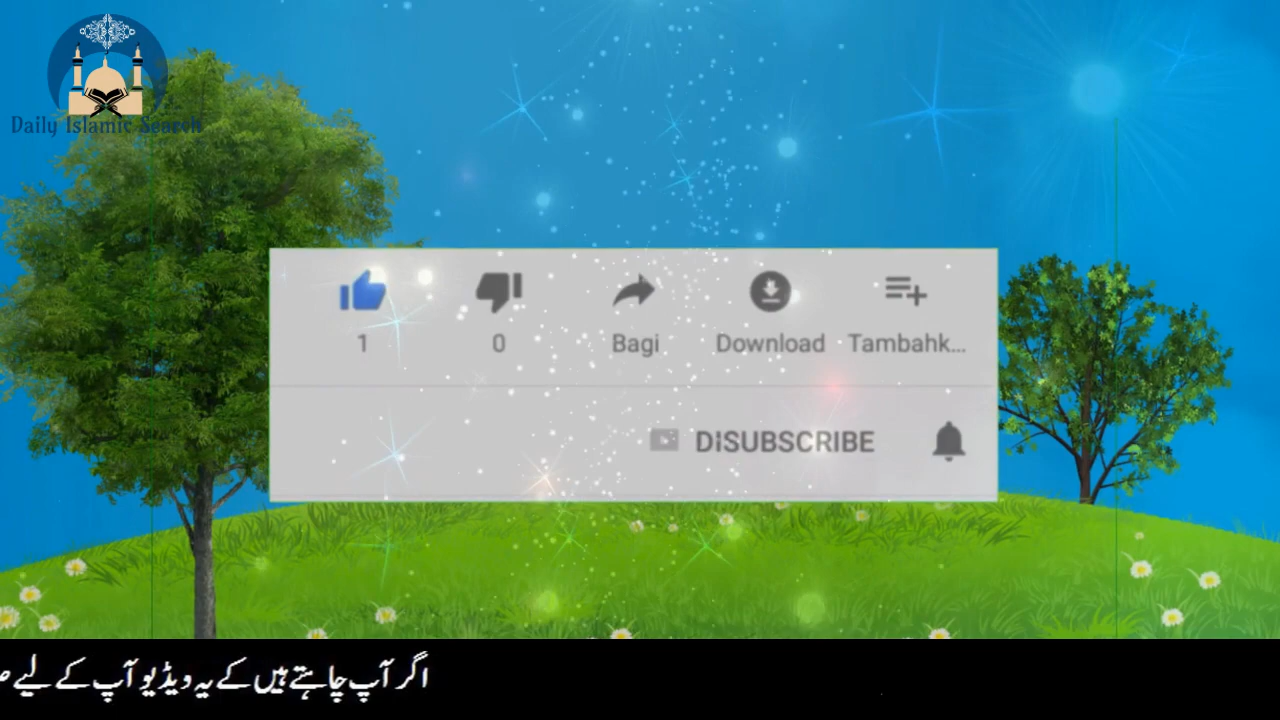 Daily Islamic Search
1
0
Bagi
Download
Tambahk...
DISUBSCRIBE
اگر آپ چاہتے ہیں کے یہ ویڈیو آپ کے لیے